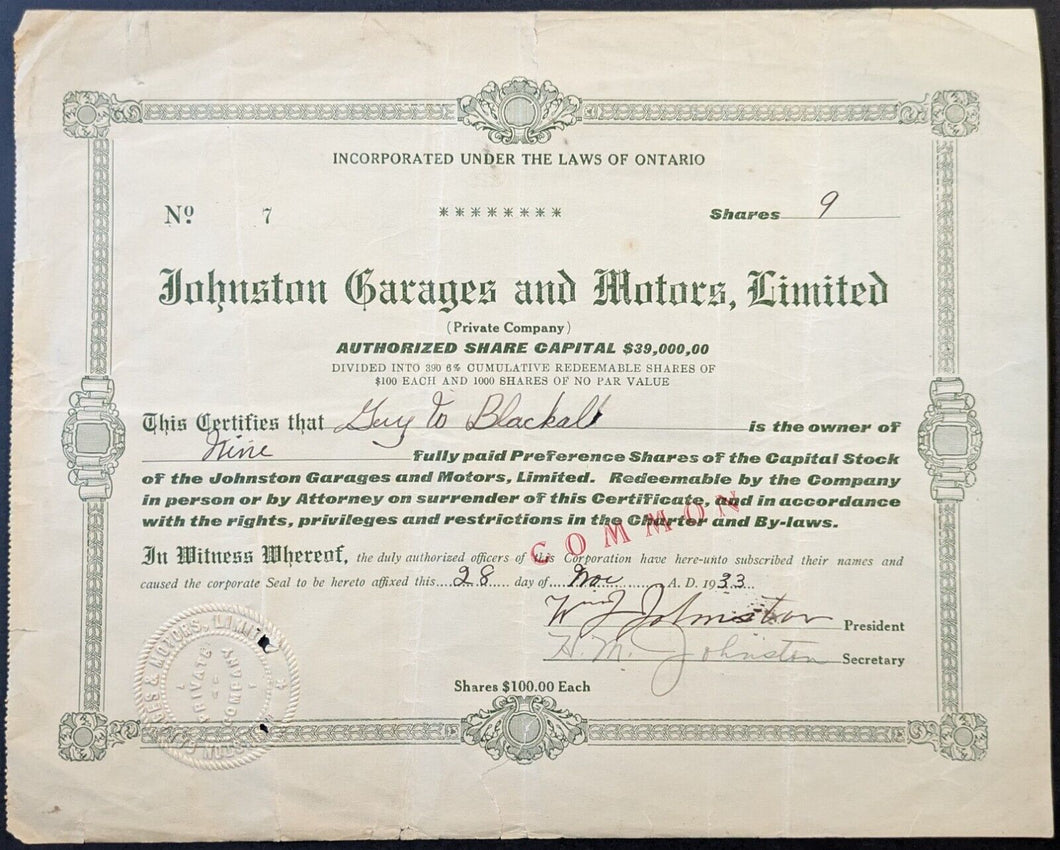 INCORPORATED UNDER THE LAWS OF ONTARIO
Nº 7 ******** Shares 9
Johnston Garages and Motors, Limited
(Private Company)
AUTHORIZED SHARE CAPITAL $39,000,00
DIVIDED INTO 390 6% CUMULATIVE REDEEMABLE SHARES OF
$100 EACH AND 1000 SHARES OF NO PAR VALUE
This Certifies that Guy W Blackall is the owner of
Nine fully paid Preference Shares of the Capital Stock
of the Johnston Garages and Motors, Limited. Redeemable by the Company
in person or by Attorney on surrender of this Certificate, and in accordance
with the rights, privileges and restrictions in the Charter and By-laws.
COMMON
In Witness Whereof, the duly authorized officers of this Corporation have here-unto subscribed their names and
caused the corporate Seal to be hereto affixed this....28.... day of....Nov............A. D. 1933....
Wm J Johnston President
H. M. Johnston Secretary
Shares $100.00 Each
GES & MOTORS, LIMI
PRIVATE
COMPANY